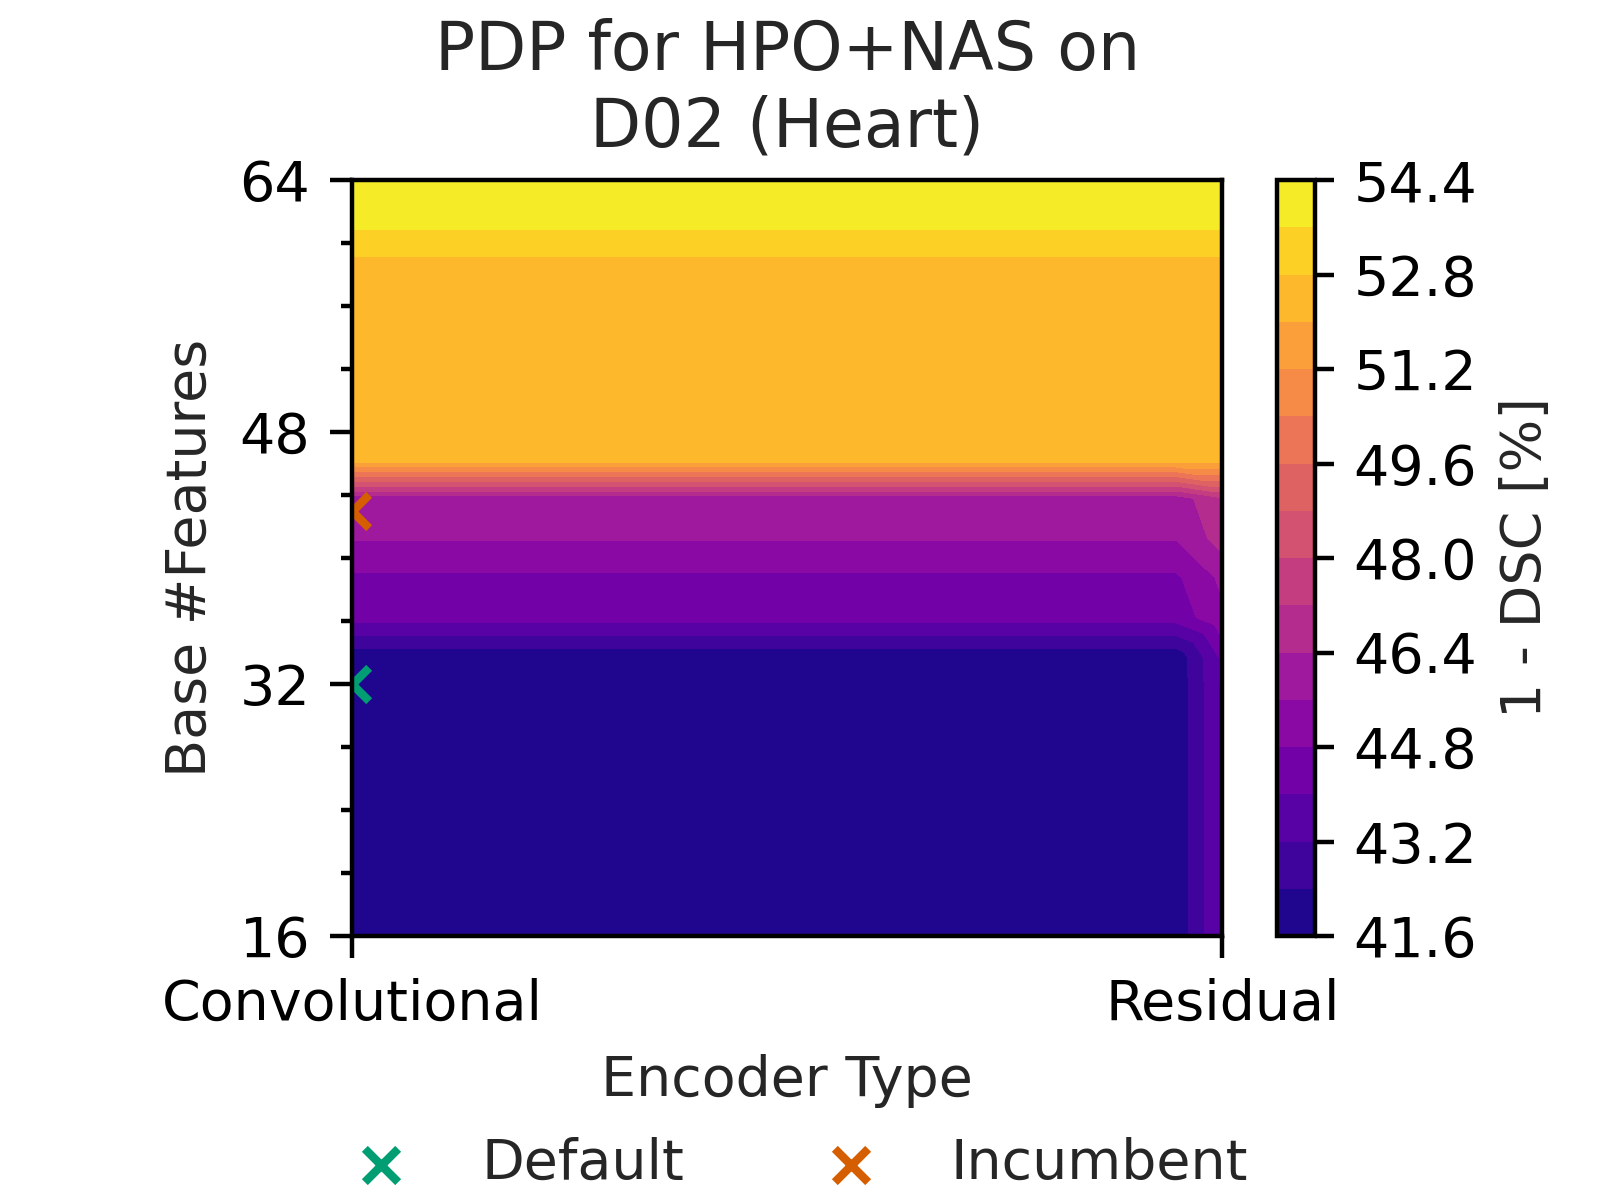 PDP for HPO+NAS on
D02 (Heart)
Base #Features
64
48
32
16
Convolutional
Residual
Encoder Type
54.4
52.8
51.2
49.6
48.0
46.4
44.8
43.2
41.6
1 - DSC [%]
Default
Incumbent